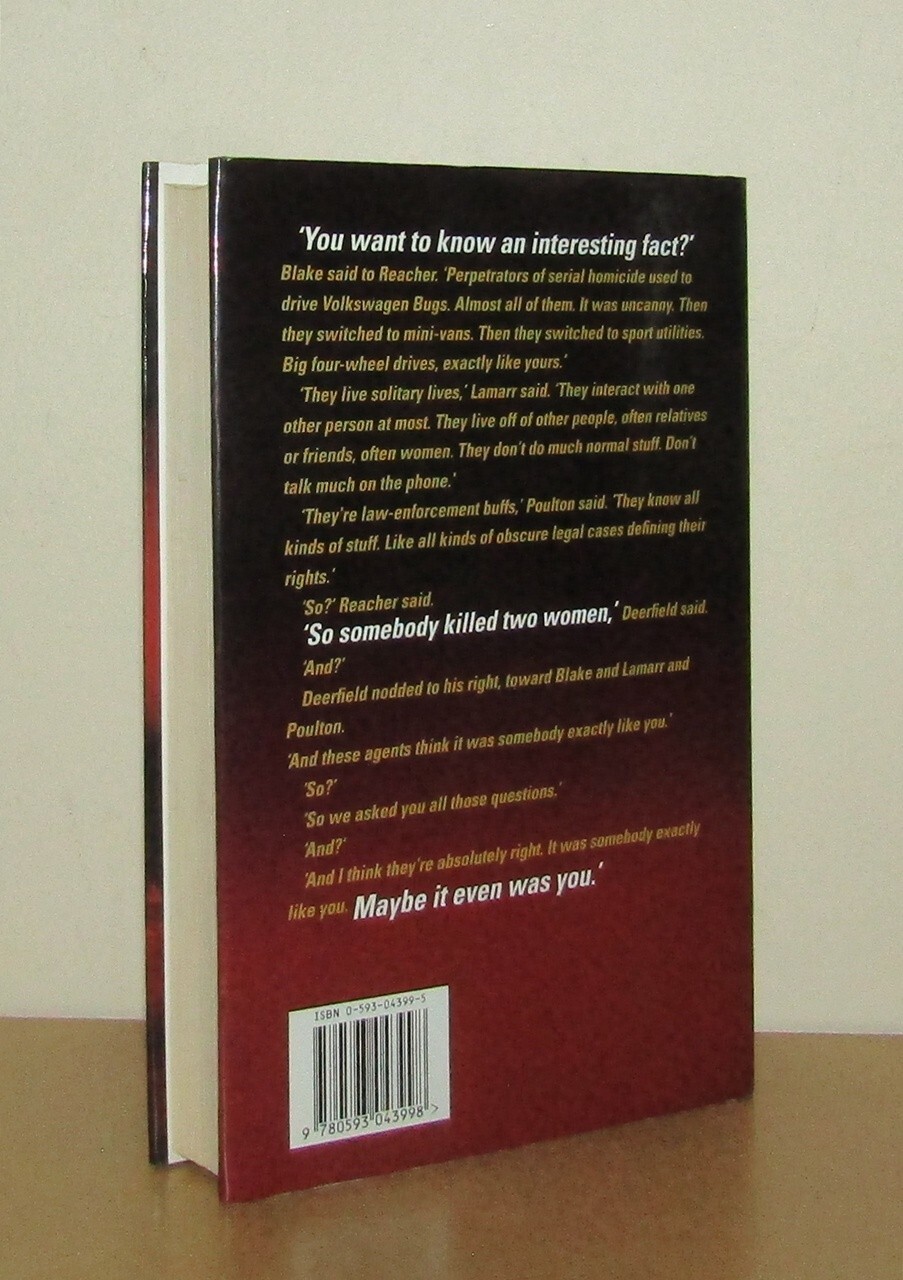 ‘You want to know an interesting fact?‘
Blake said to Reacher. ‘Perpetrators of serial homicide used to
drive Volkswagen Bugs. Almost all of them. It was uncanny. Then
they switched to mini-vans. Then they switched to sport utilities.
Big four-wheel drives, exactly like yours.’
‘They live solitary lives,’ Lamarr said. ‘They interact with one
other person at most. They live off of other people, often relatives
or friends, often women. They don’t do much normal stuff. Don’t
talk much on the phone.’
‘They’re law-enforcement buffs,’ Poulton said. ‘They know all
kinds of stuff. Like all kinds of obscure legal cases defining their
rights.’
‘So?’ Reacher said.
‘So somebody killed two women,’ Deerfield said.
‘And?’
Deerfield nodded to his right, toward Blake and Lamarr and
Poulton.
‘And these agents think it was somebody exactly like you.’
‘So?’
‘So we asked you all those questions.’
‘And?’
‘And I think they’re absolutely right. It was somebody exactly
like you. Maybe it even was you.’
ISBN 0-593-04399-5
9 780593 043998 >